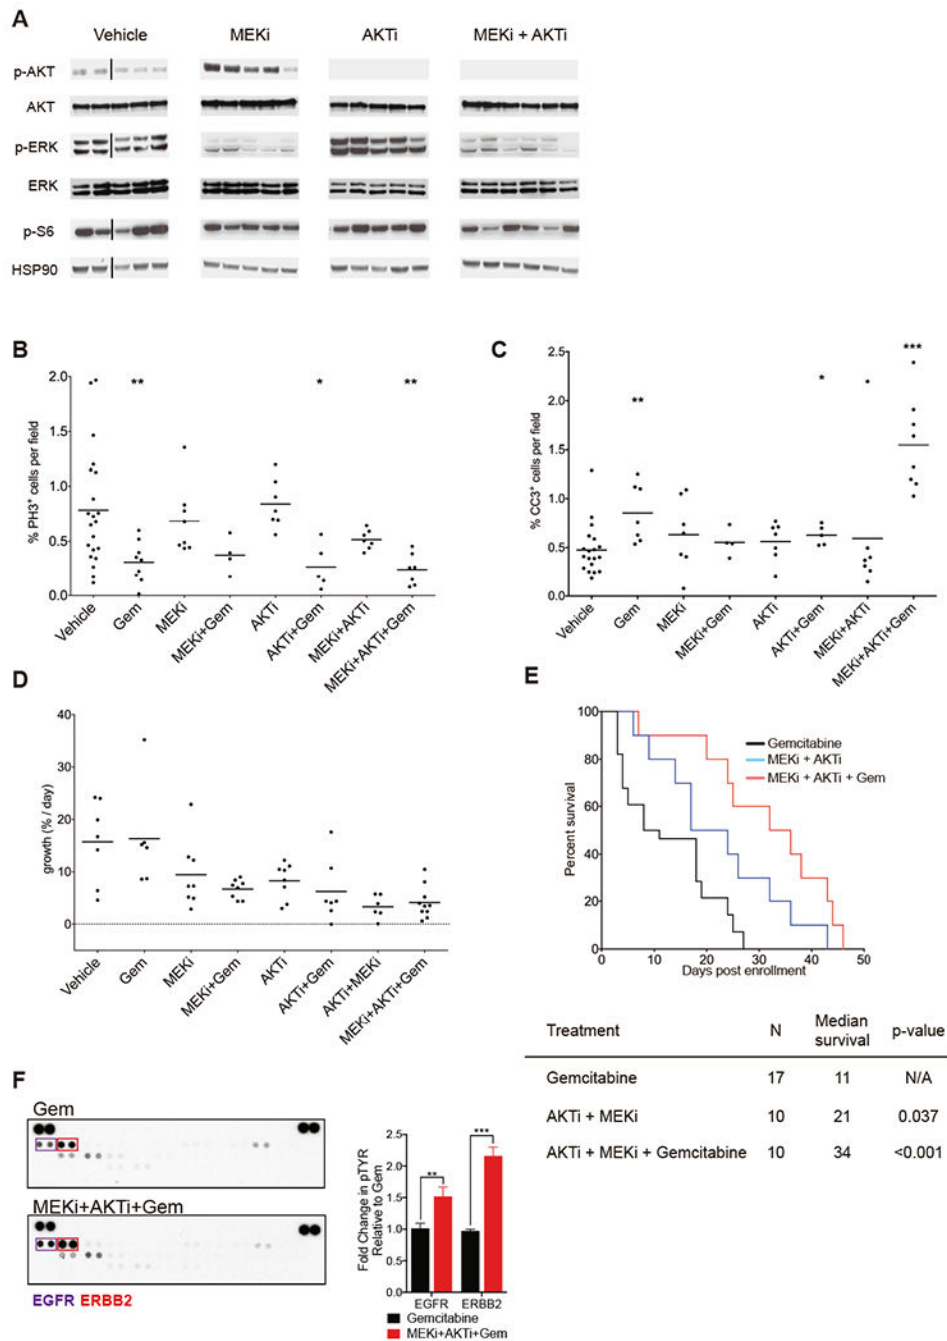 A
Vehicle MEKi AKTi MEKi + AKTi
p-AKT
AKT
p-ERK
ERK
p-S6
HSP90
B
% PH3+ cells per field
2.0
1.5
1.0
0.5
0.0
** * **
Vehicle Gem MEKi MEKi+Gem AKTi AKTi+Gem MEKi+AKTi MEKi+AKTi+Gem
C
% CC3+ cells per field
2.5
2.0
1.5
1.0
0.5
0.0
** * ***
Vehicle Gem MEKi MEKi+Gem AKTi AKTi+Gem MEKi+AKTi MEKi+AKTi+Gem
D
growth (% / day)
40
30
20
10
0
Vehicle Gem MEKi MEKi+Gem AKTi AKTi+Gem AKTi+MEKi MEKi+AKTi+Gem
E
Percent survival
100
80
60
40
20
0
Gemcitabine
MEKi + AKTi
MEKi + AKTi + Gem
0 10 20 30 40 50
Days post enrollment
Treatment N Median survival p-value
Gemcitabine 17 11 N/A
AKTi + MEKi 10 21 0.037
AKTi + MEKi + Gemcitabine 10 34 <0.001
F
Gem
MEKi+AKTi+Gem
EGFR ERBB2
Fold Change in pTYR
Relative to Gem
2.5
2.0
1.5
1.0
0.5
0.0
** ***
EGFR ERBB2
Gemcitabine
MEKi+AKTi+Gem